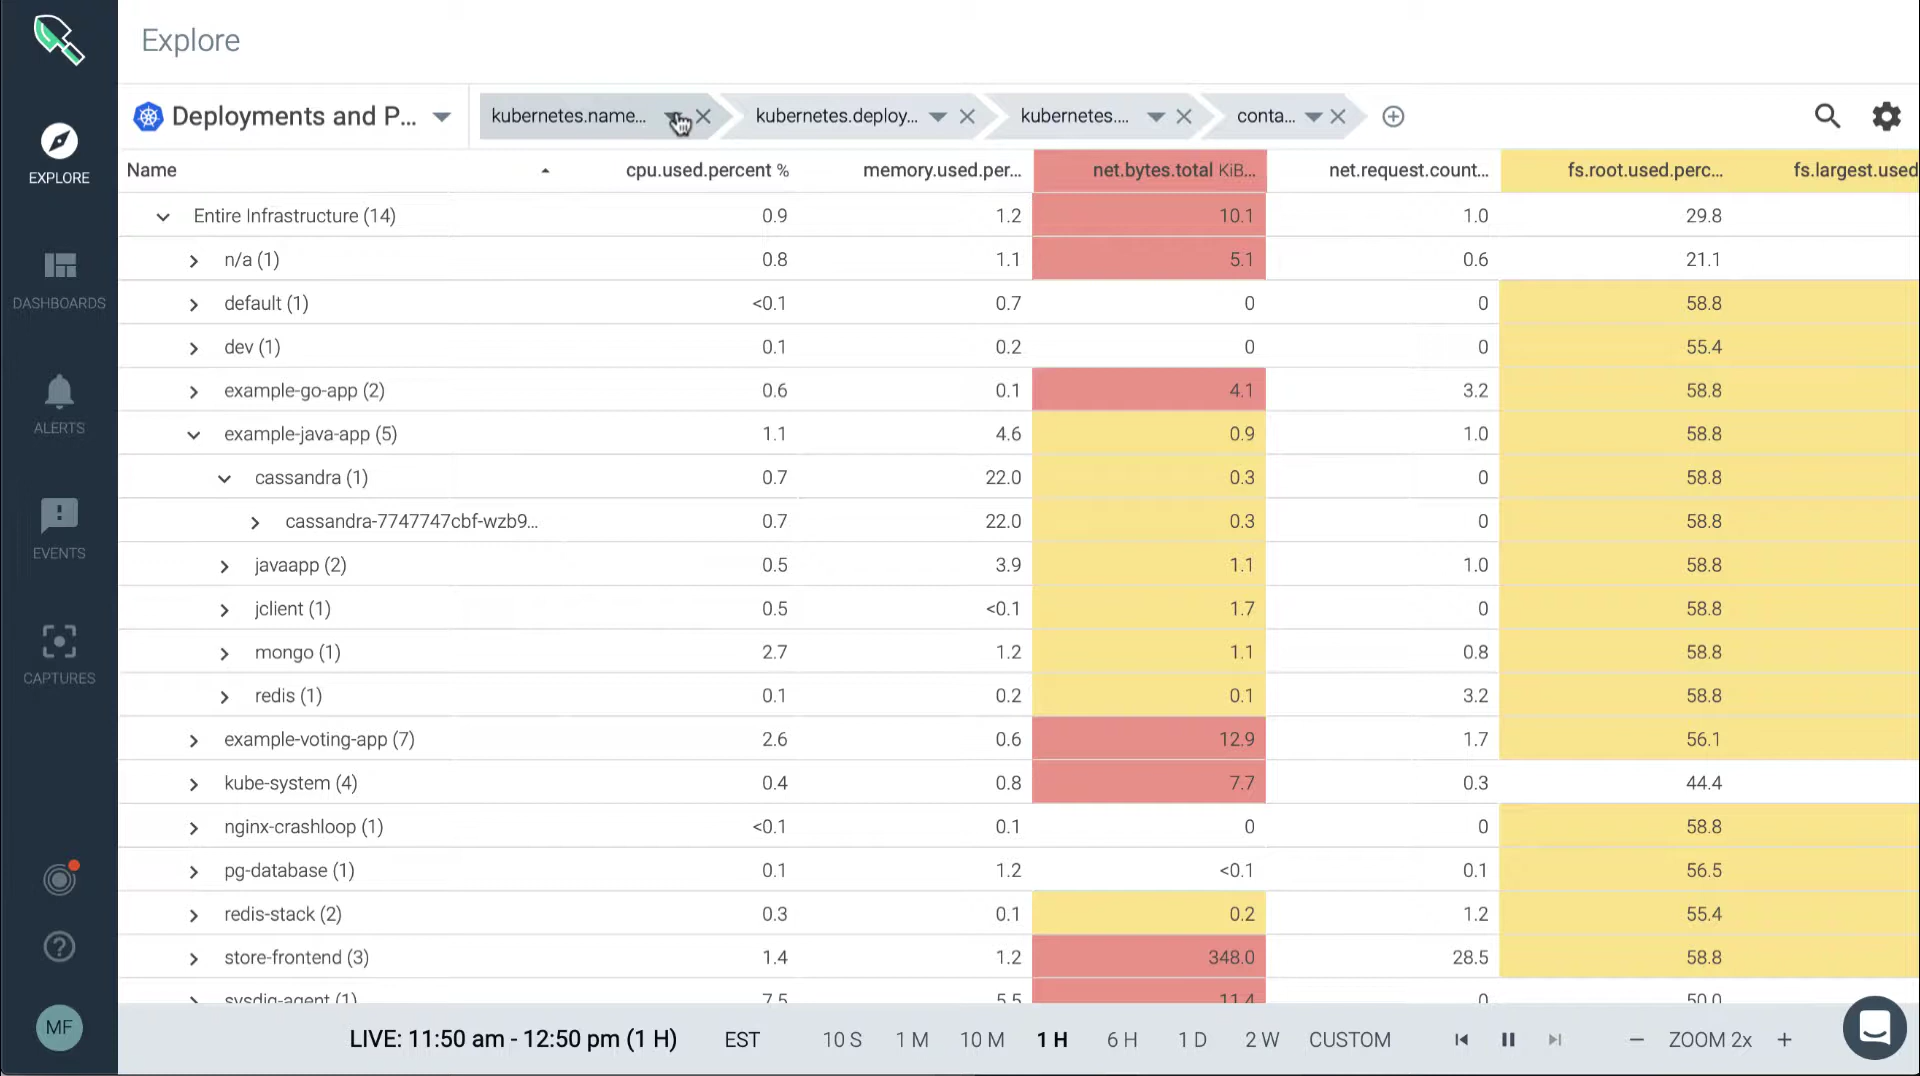 Explore
Deployments and P...
kubernetes.name...
kubernetes.deploy...
kubernetes....
conta...
Name cpu.used.percent % memory.used.per... net.bytes.total KiB... net.request.count... fs.root.used.perc... fs.largest.used
Entire Infrastructure (14) 0.9 1.2 10.1 1.0 29.8
n/a (1) 0.8 1.1 5.1 0.6 21.1
default (1) <0.1 0.7 0 0 58.8
dev (1) 0.1 0.2 0 0 55.4
example-go-app (2) 0.6 0.1 4.1 3.2 58.8
example-java-app (5) 1.1 4.6 0.9 1.0 58.8
cassandra (1) 0.7 22.0 0.3 0 58.8
cassandra-7747747cbf-wzb9... 0.7 22.0 0.3 0 58.8
javaapp (2) 0.5 3.9 1.1 1.0 58.8
jclient (1) 0.5 <0.1 1.7 0 58.8
mongo (1) 2.7 1.2 1.1 0.8 58.8
redis (1) 0.1 0.2 0.1 3.2 58.8
example-voting-app (7) 2.6 0.6 12.9 1.7 56.1
kube-system (4) 0.4 0.8 7.7 0.3 44.4
nginx-crashloop (1) <0.1 0.1 0 0 58.8
pg-database (1) 0.1 1.2 <0.1 0.1 56.5
redis-stack (2) 0.3 0.1 0.2 1.2 55.4
store-frontend (3) 1.4 1.2 348.0 28.5 58.8
sysdig-agent (1) 7.5 5.5 11.4 0 50.0
EXPLORE
DASHBOARDS
ALERTS
EVENTS
CAPTURES
MF
LIVE: 11:50 am - 12:50 pm (1 H) EST 10 S 1 M 10 M 1 H 6 H 1 D 2 W CUSTOM ZOOM 2x